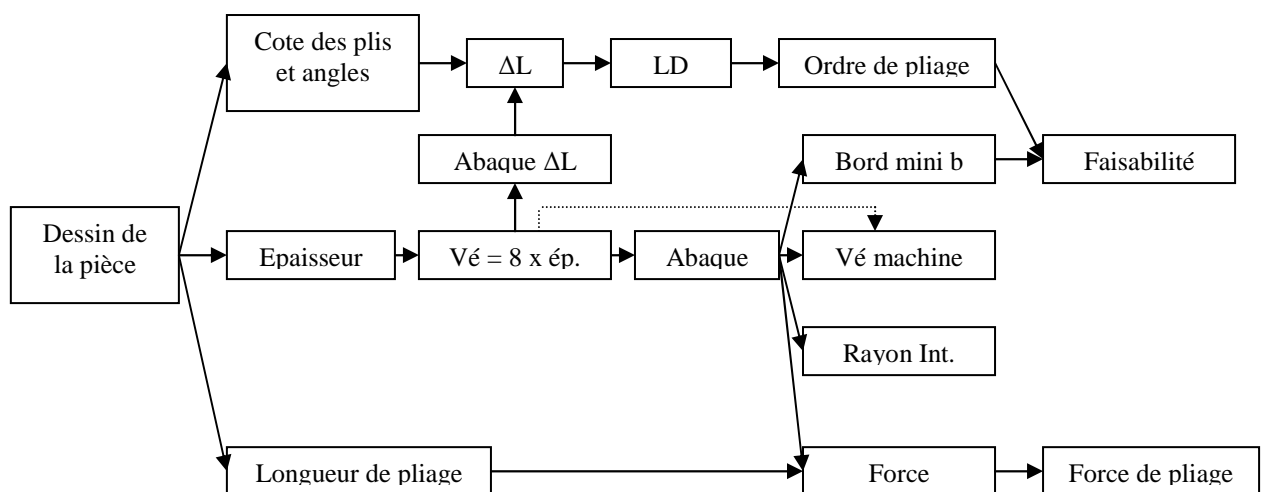 Cote des plis
et angles
ΔL
LD
Ordre de pliage
Abaque ΔL
Bord mini b
Faisabilité
Dessin de
la pièce
Epaisseur
Vé = 8 x ép.
Abaque
Vé machine
Rayon Int.
Longueur de pliage
Force
Force de pliage